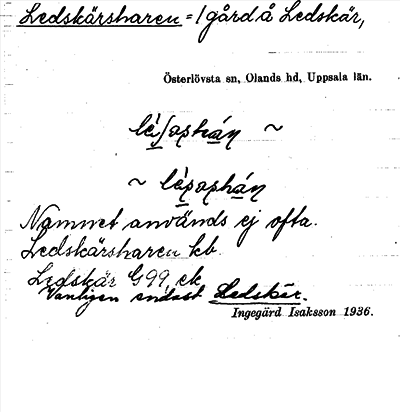 Ledskärsharen = 1 gård å Ledskär,
Österlövsta sn, Olands hd, Uppsala län.
~
~
Namnet används ej ofta.
Ledskärsharen kb.
Ledskär G 99, ek
Vanligen endast Ledskär.
Ingegärd Isaksson 1936.